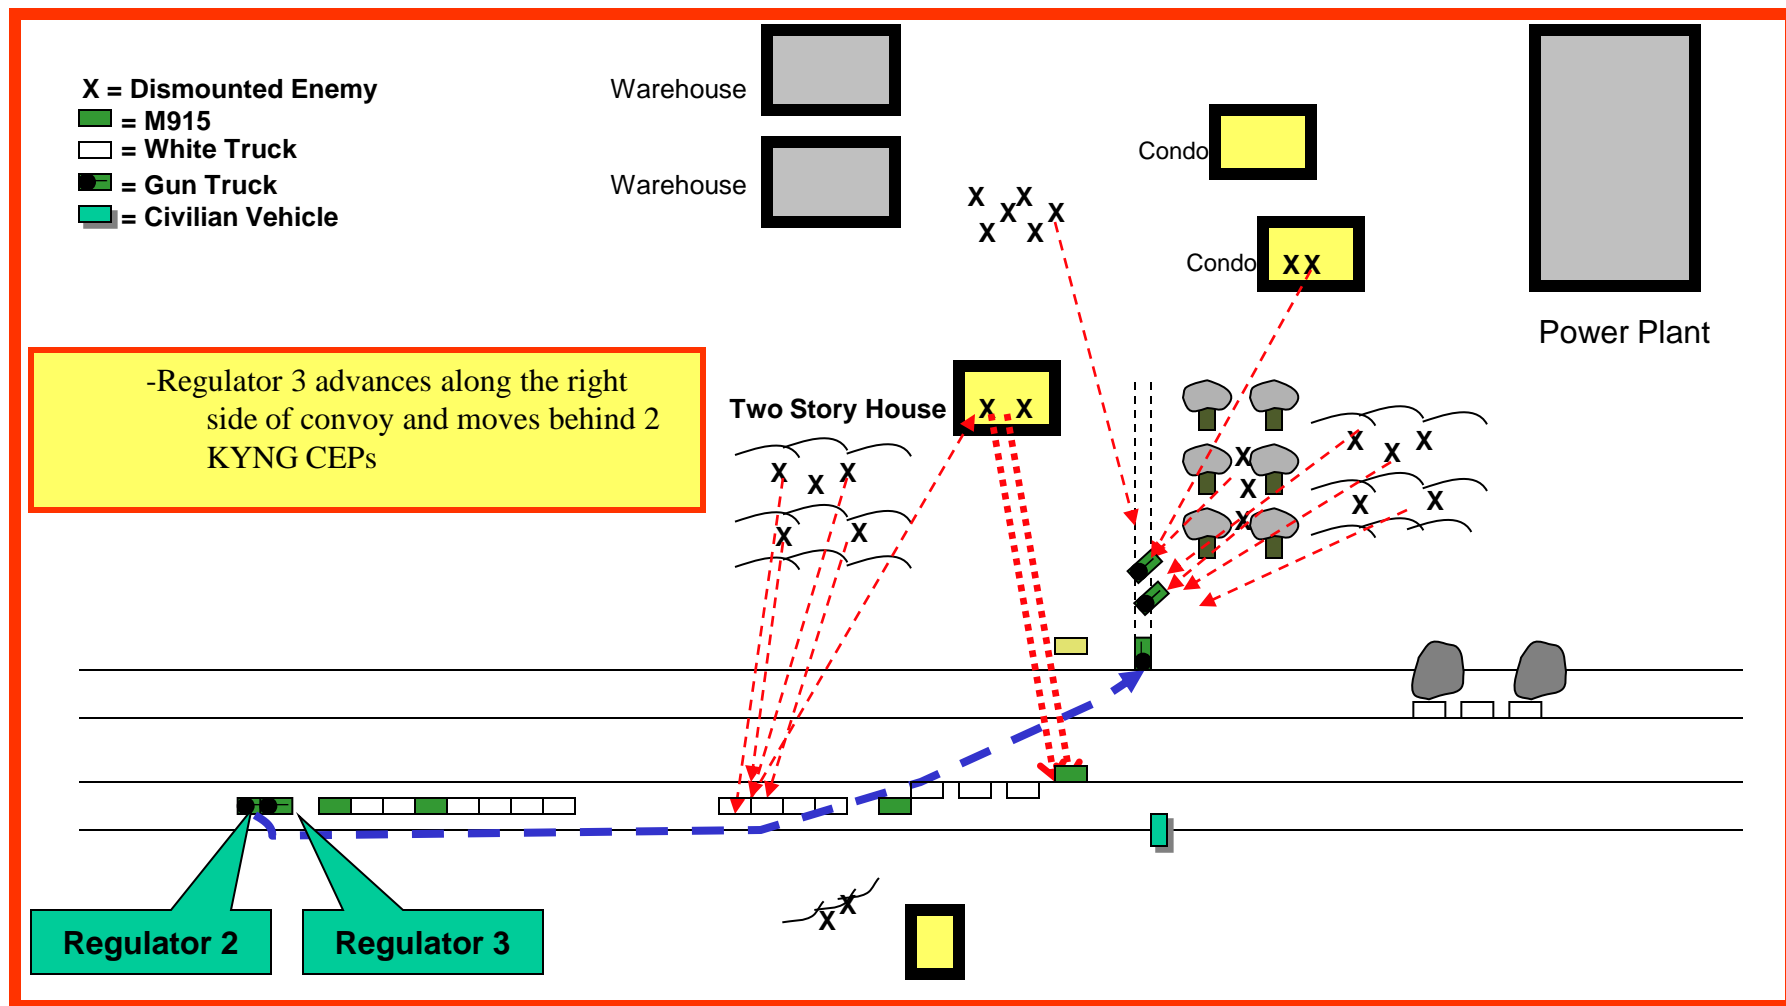 X = Dismounted Enemy
= M915
= White Truck
= Gun Truck
= Civilian Vehicle
Warehouse
Warehouse
Condo
Condo
X X
X X
X X
X X
Power Plant
-Regulator 3 advances along the right
side of convoy and moves behind 2
KYNG CEPs
Two Story House
X X
X X X
X X
X
X
X
X X X
X X
X X
Regulator 2
Regulator 3